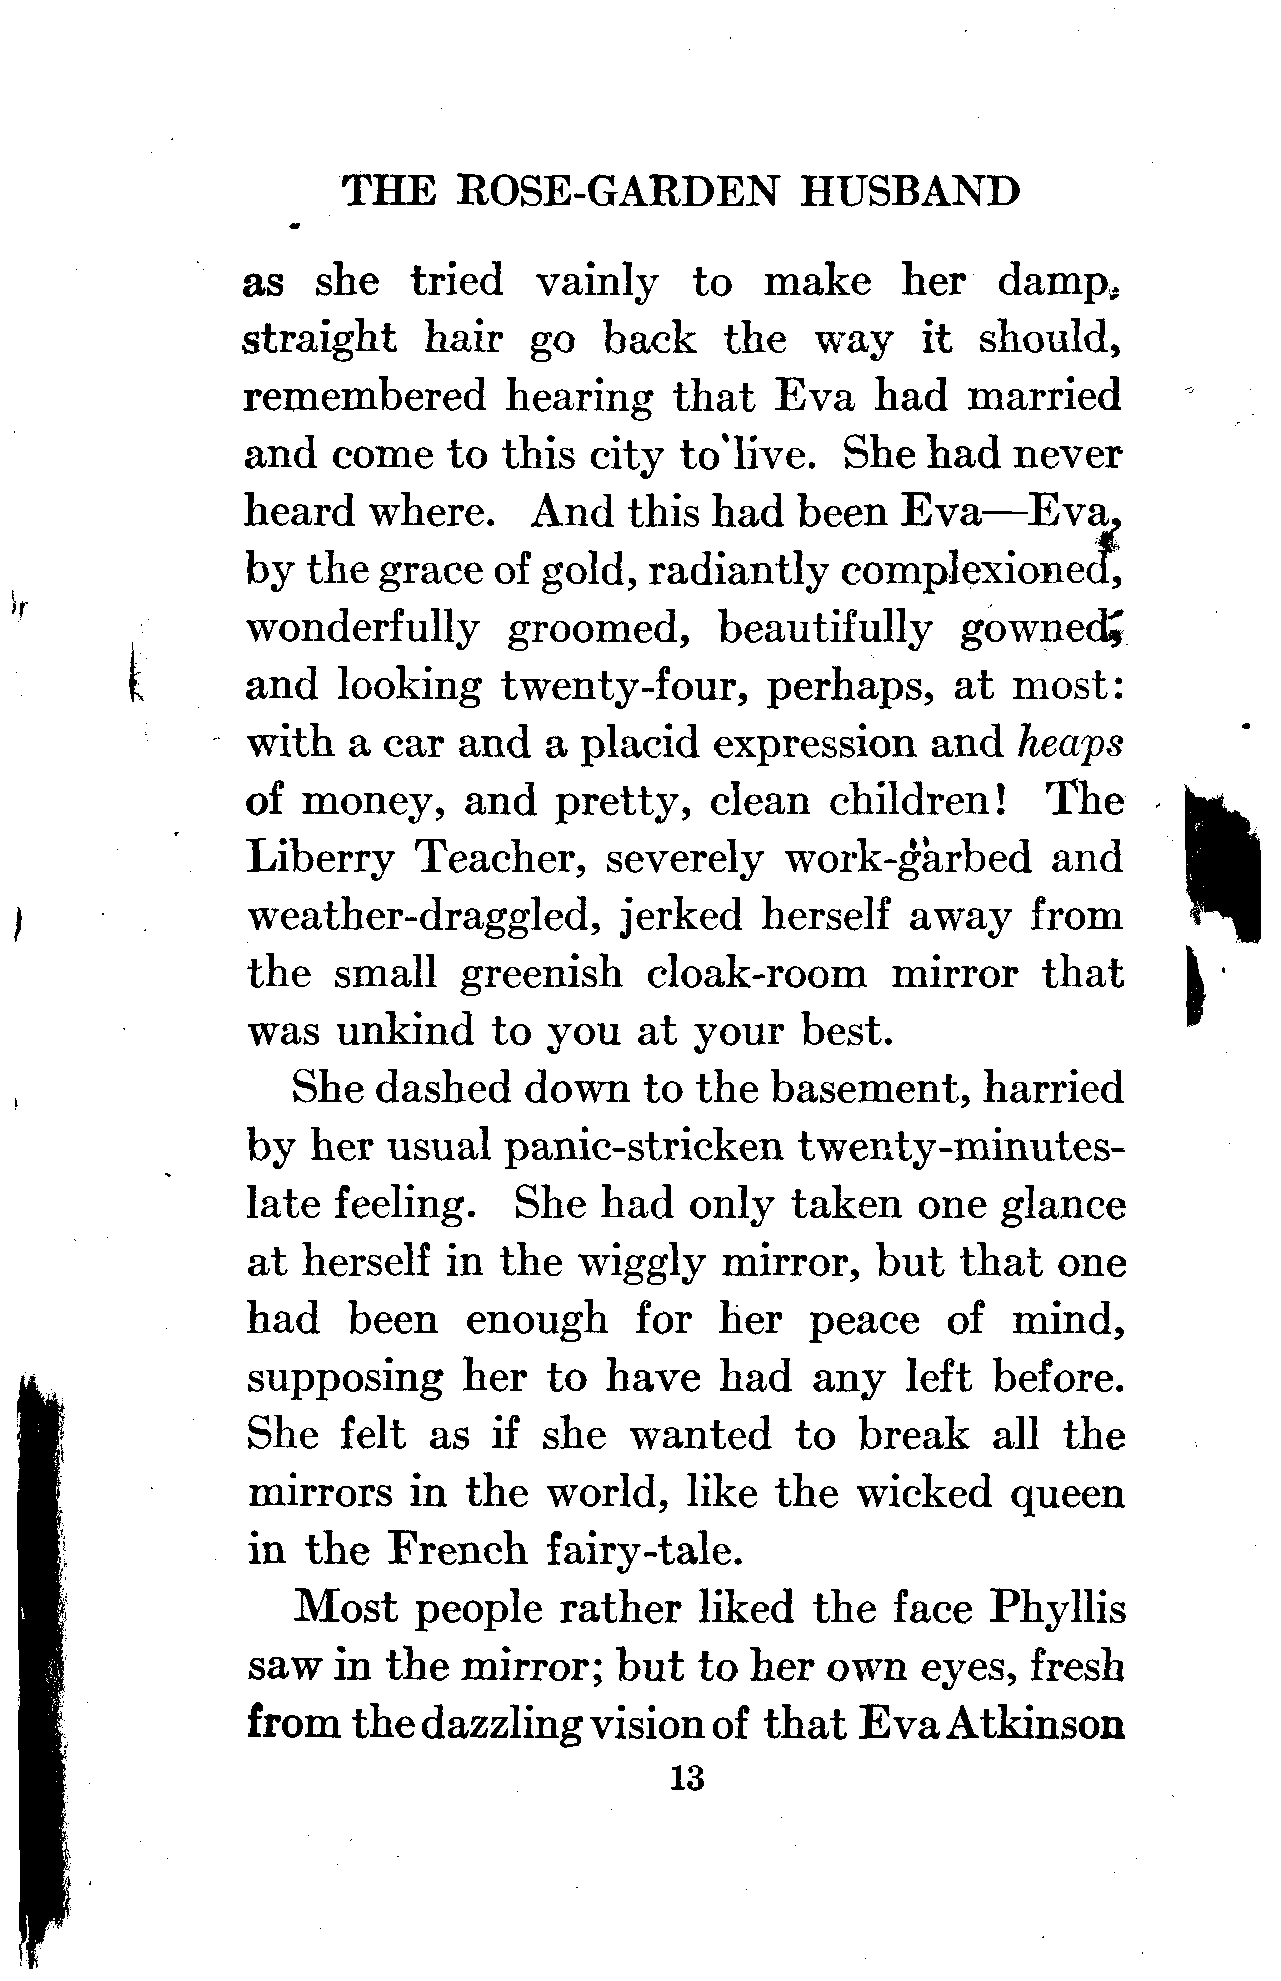 THE ROSE-GARDEN HUSBAND
as she tried vainly to make her damp,
straight hair go back the way it should,
remembered hearing that Eva had married
and come to this city to live. She had never
heard where. And this had been Eva—Eva,
by the grace of gold, radiantly complexioned,
wonderfully groomed, beautifully gowned,
and looking twenty-four, perhaps, at most:
with a car and a placid expression and heaps
of money, and pretty, clean children! The
Liberry Teacher, severely work-garbed and
weather-draggled, jerked herself away from
the small greenish cloak-room mirror that
was unkind to you at your best.
She dashed down to the basement, harried
by her usual panic-stricken twenty-minutes-
late feeling. She had only taken one glance
at herself in the wiggly mirror, but that one
had been enough for her peace of mind,
supposing her to have had any left before.
She felt as if she wanted to break all the
mirrors in the world, like the wicked queen
in the French fairy-tale.
Most people rather liked the face Phyllis
saw in the mirror; but to her own eyes, fresh
from the dazzling vision of that Eva Atkinson
13